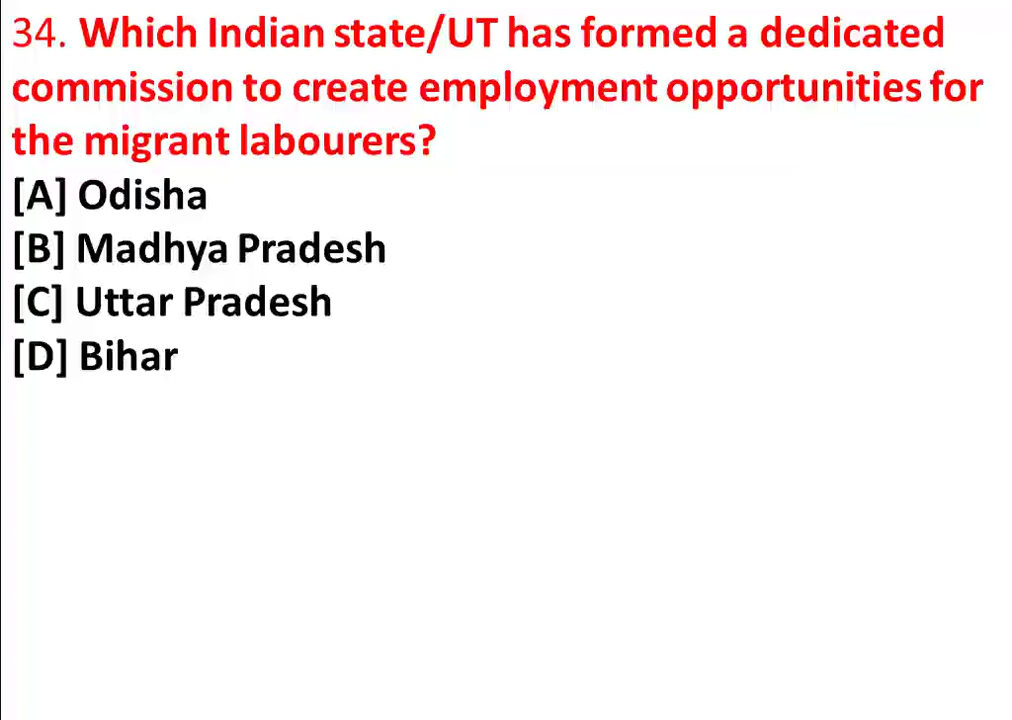 34. Which Indian state/UT has formed a dedicated
commission to create employment opportunities for
the migrant labourers?
[A] Odisha
[B] Madhya Pradesh
[C] Uttar Pradesh
[D] Bihar